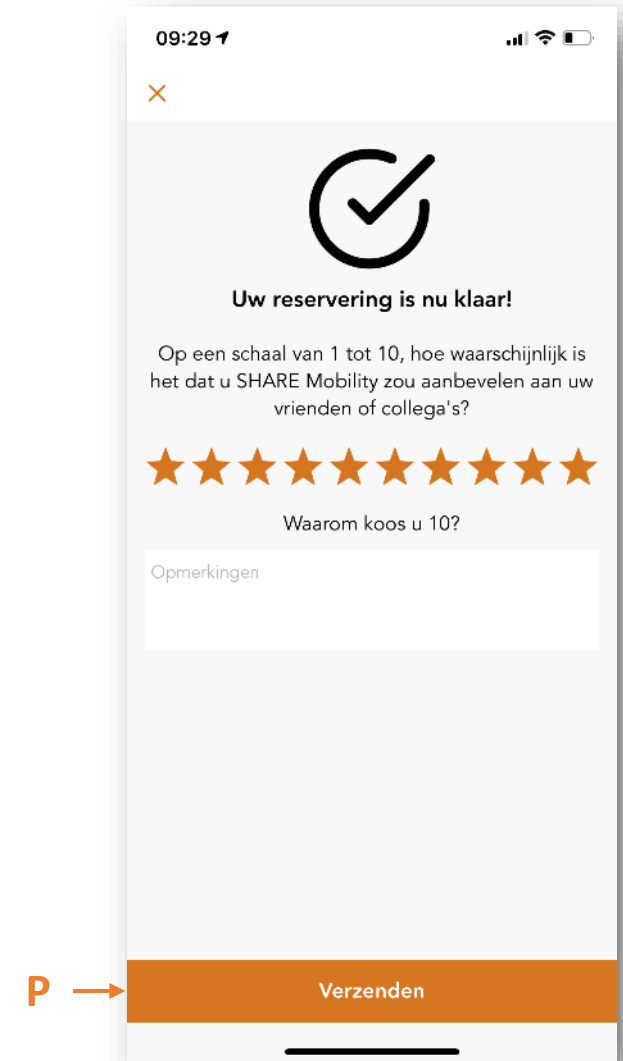 09:29
Uw reservering is nu klaar!
Op een schaal van 1 tot 10, hoe waarschijnlijk is
het dat u SHARE Mobility zou aanbevelen aan uw
vrienden of collega's?
Waarom koos u 10?
Opmerkingen
P
Verzenden